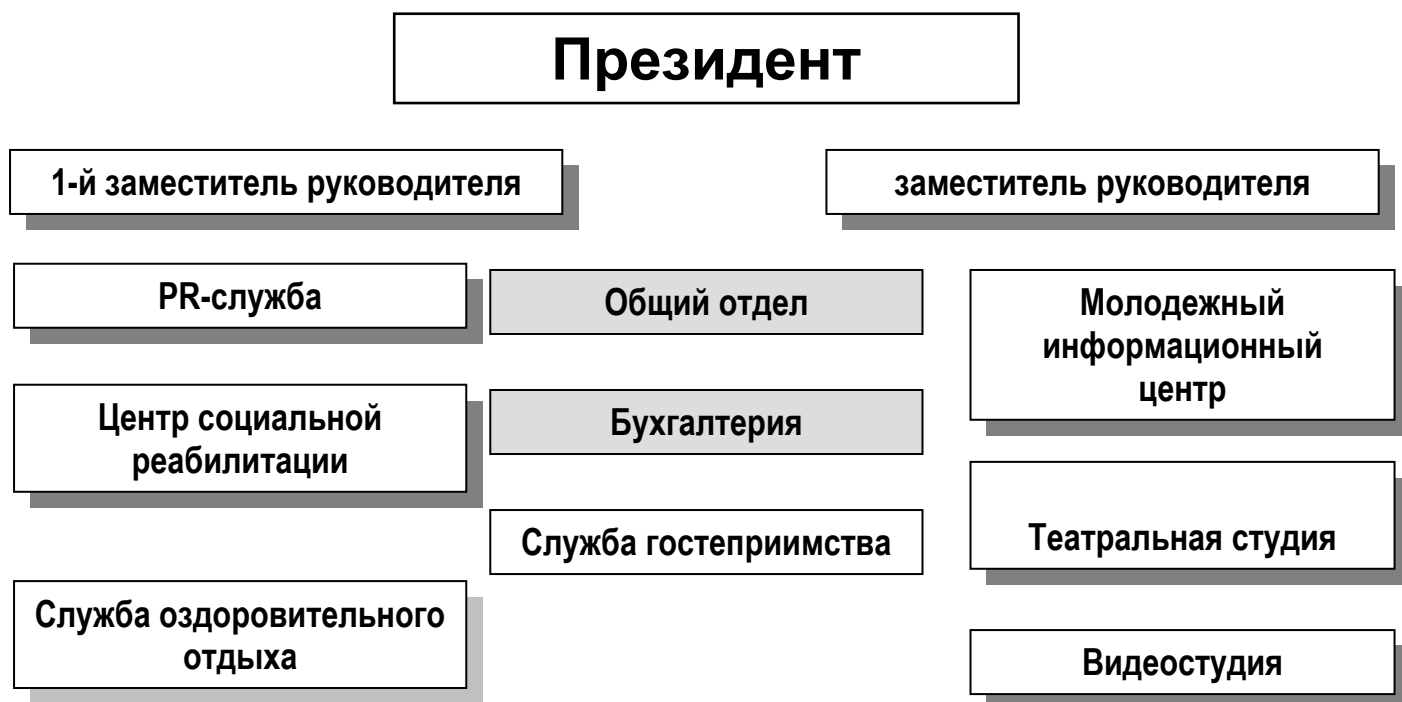 Президент
1-й заместитель руководителя
заместитель руководителя
PR-служба
Общий отдел
Молодежный
информационный
центр
Центр социальной
реабилитации
Бухгалтерия
Служба гостеприимства
Театральная студия
Служба оздоровительного
отдыха
Видеостудия